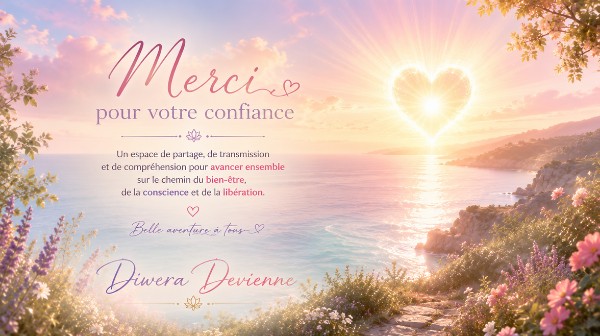 Merci
pour votre confiance
Un espace de partage, de transmission
et de compréhension pour avancer ensemble
sur le chemin du bien-être,
de la conscience et de la libération.
Belle aventure à tous
Diwera Devienne